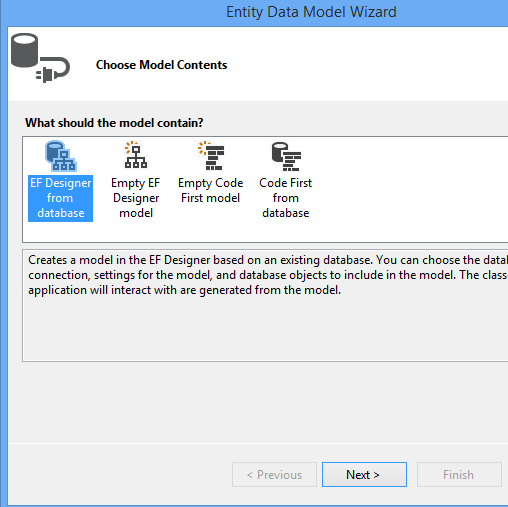 Entity Data Model Wizard
Choose Model Contents
What should the model contain?
EF Designer
from
database
Empty EF
Designer
model
Empty Code
First model
Code First
from
database
Creates a model in the EF Designer based on an existing database. You can choose the
connection, settings for the model, and database objects to include in the model. The
application will interact with are generated from the model.
< Previous
Next >
Finish